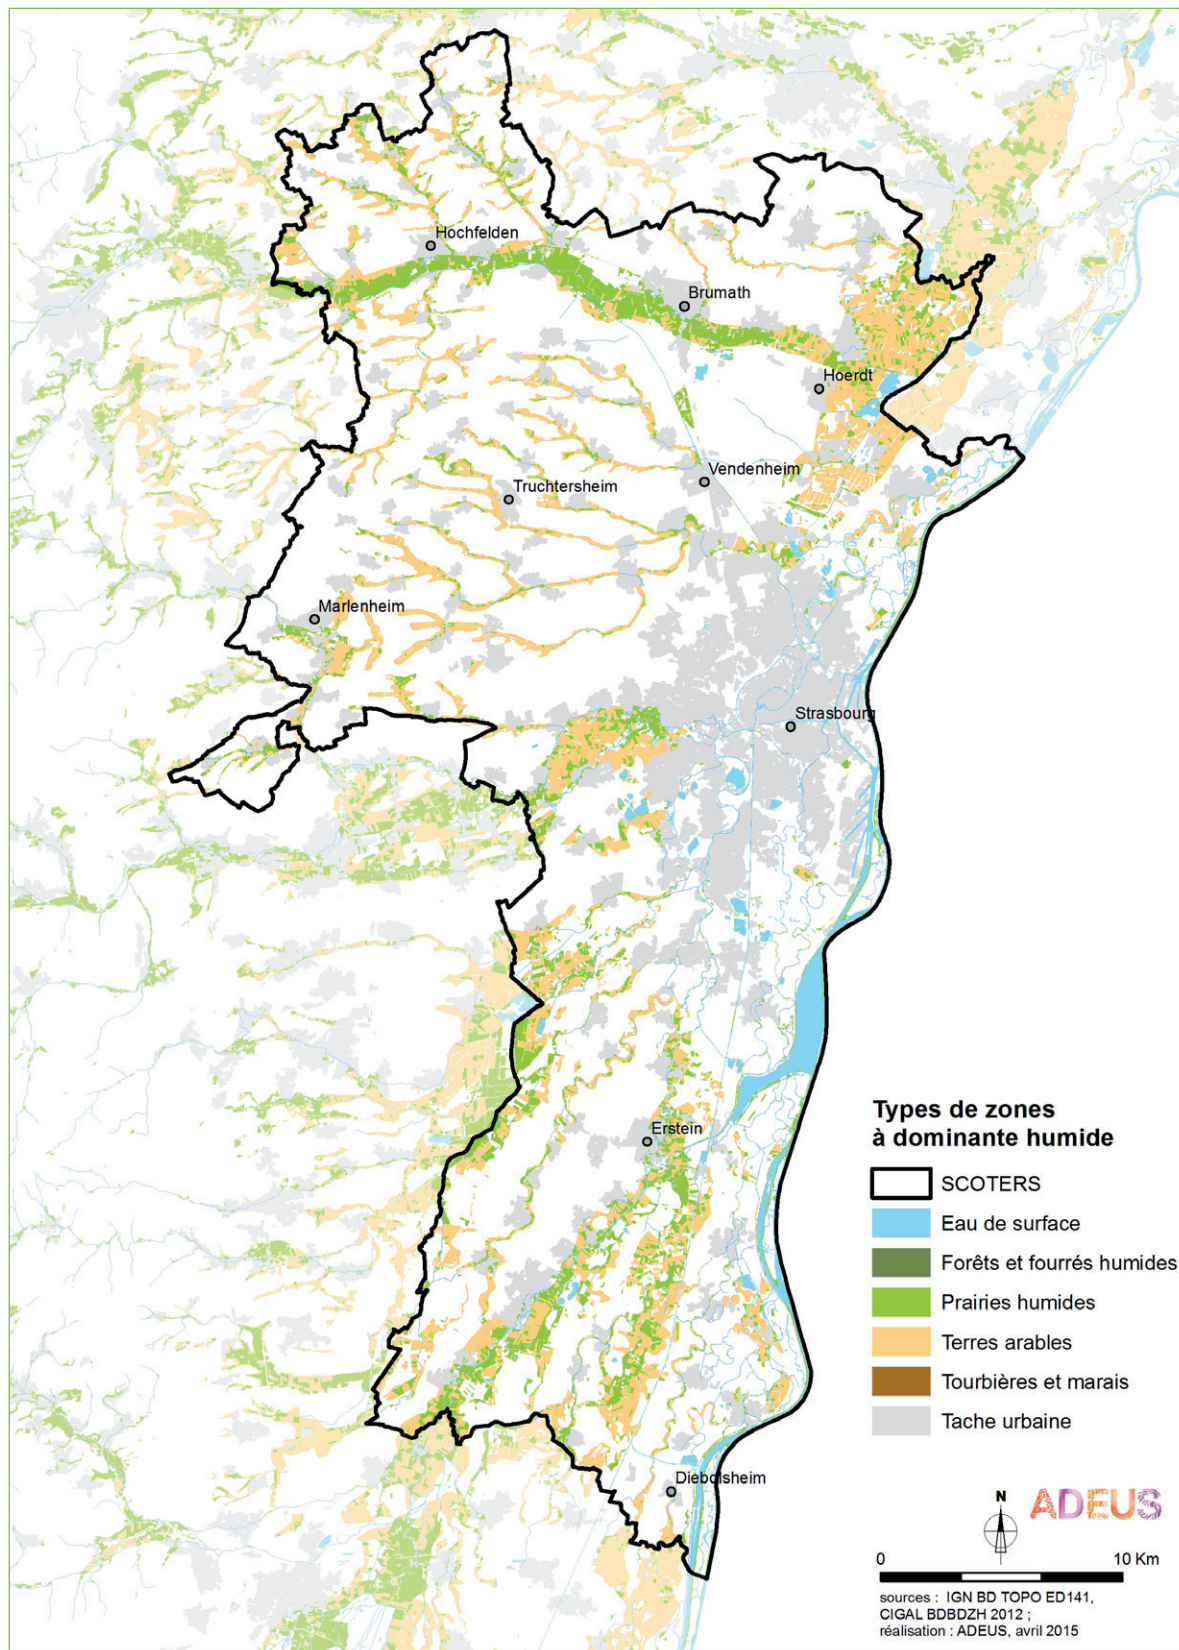 Hochfelden
Brumath
Hoerdt
Vendenheim
Truchtersheim
Marlenheim
Strasbourg
Erstein
Diebolsheim
Types de zones
à dominante humide
SCOTERS
Eau de surface
Forêts et fourrés humides
Prairies humides
Terres arables
Tourbières et marais
Tache urbaine
N
ADEUS
0 10 Km
sources : IGN BD TOPO ED141,
CIGAL BDBDZH 2012 ;
réalisation : ADEUS, avril 2015